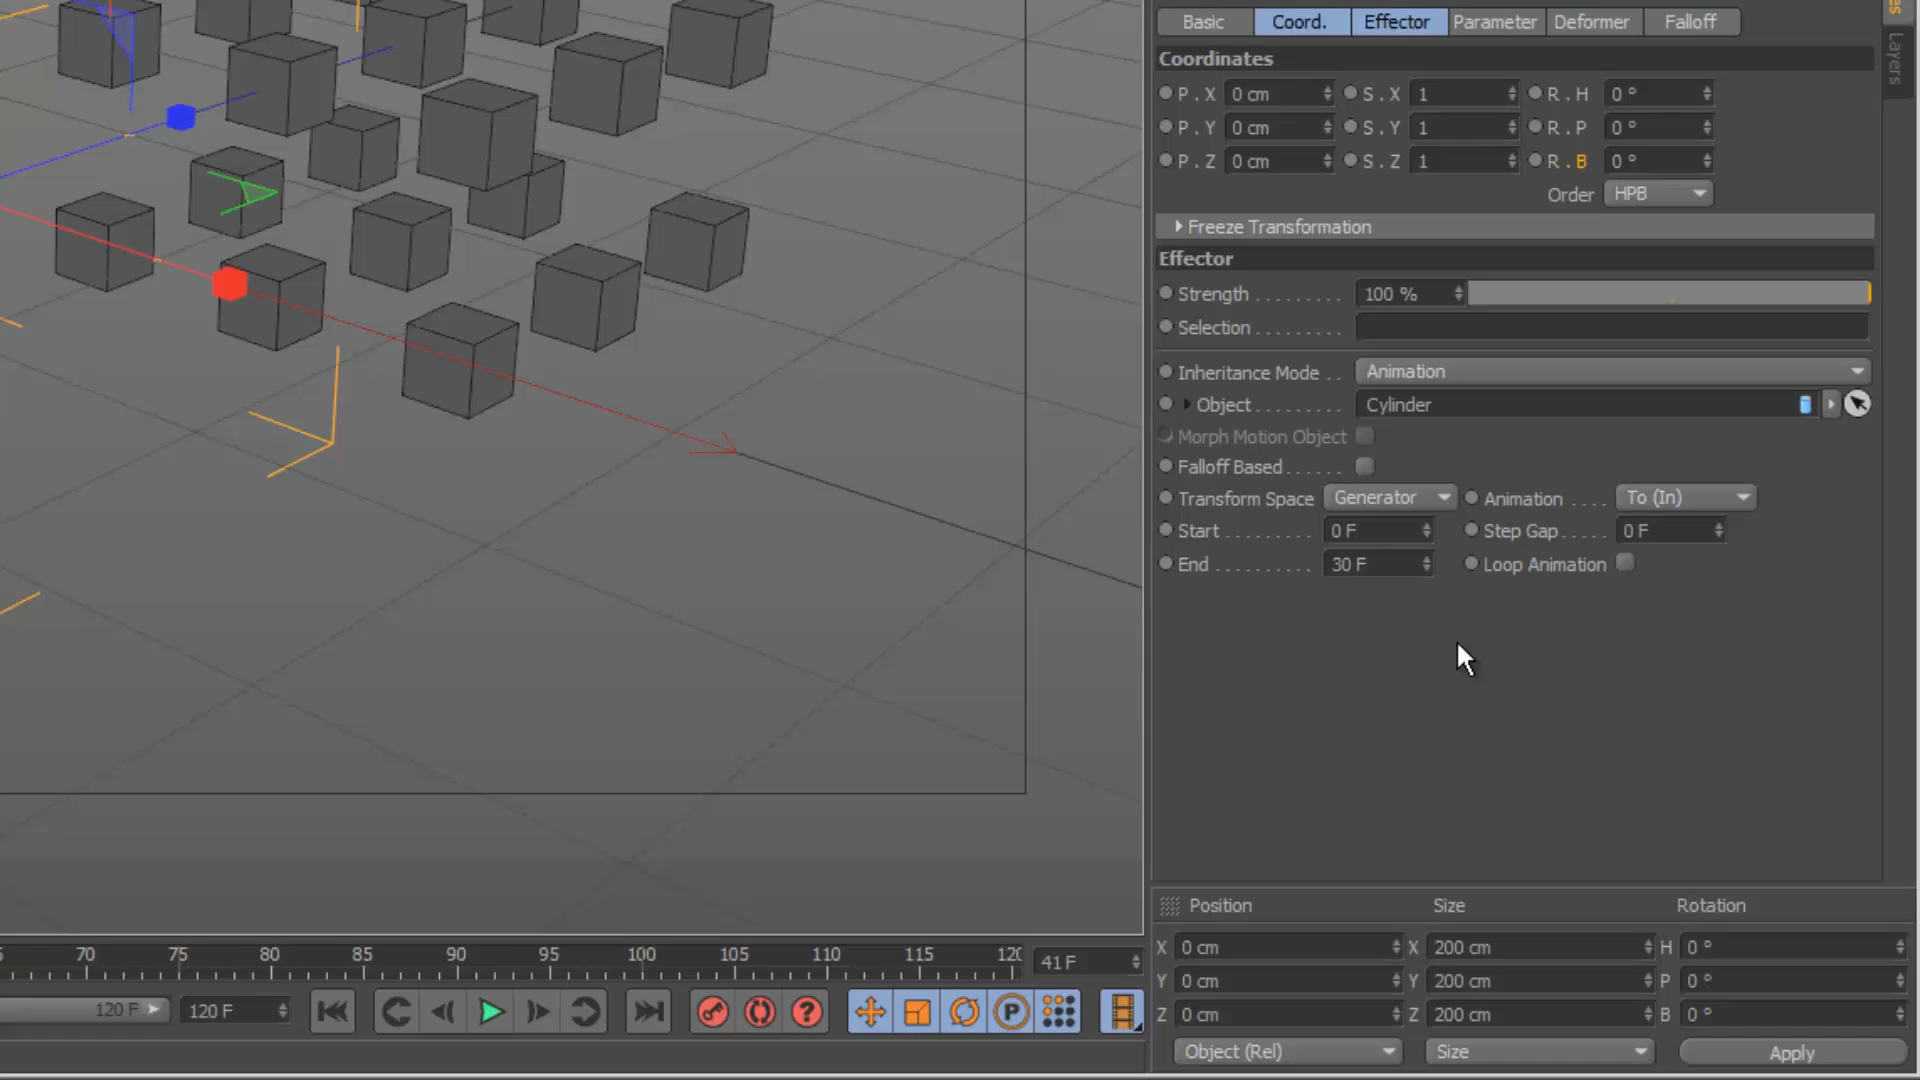 Basic Coord. Effector Parameter Deformer Falloff
Layers
Coordinates
P . X 0 cm S . X 1 R . H 0 °
P . Y 0 cm S . Y 1 R . P 0 °
P . Z 0 cm S . Z 1 R . B 0 °
Order HPB
Freeze Transformation
Effector
Strength . . . . . . . . . 100 %
Selection . . . . . . . . .
Inheritance Mode . . Animation
Object . . . . . . . . . Cylinder
Morph Motion Object
Falloff Based . . . . . .
Transform Space Generator Animation . . . . To (In)
Start . . . . . . . . . . 0 F Step Gap . . . . . 0 F
End . . . . . . . . . . 30 F Loop Animation
Position Size Rotation
X 0 cm X 200 cm H 0 °
Y 0 cm Y 200 cm P 0 °
Z 0 cm Z 200 cm B 0 °
Object (Rel) Size Apply
70 75 80 85 90 95 100 105 110 115 120 41 F
120 F 120 F ? P